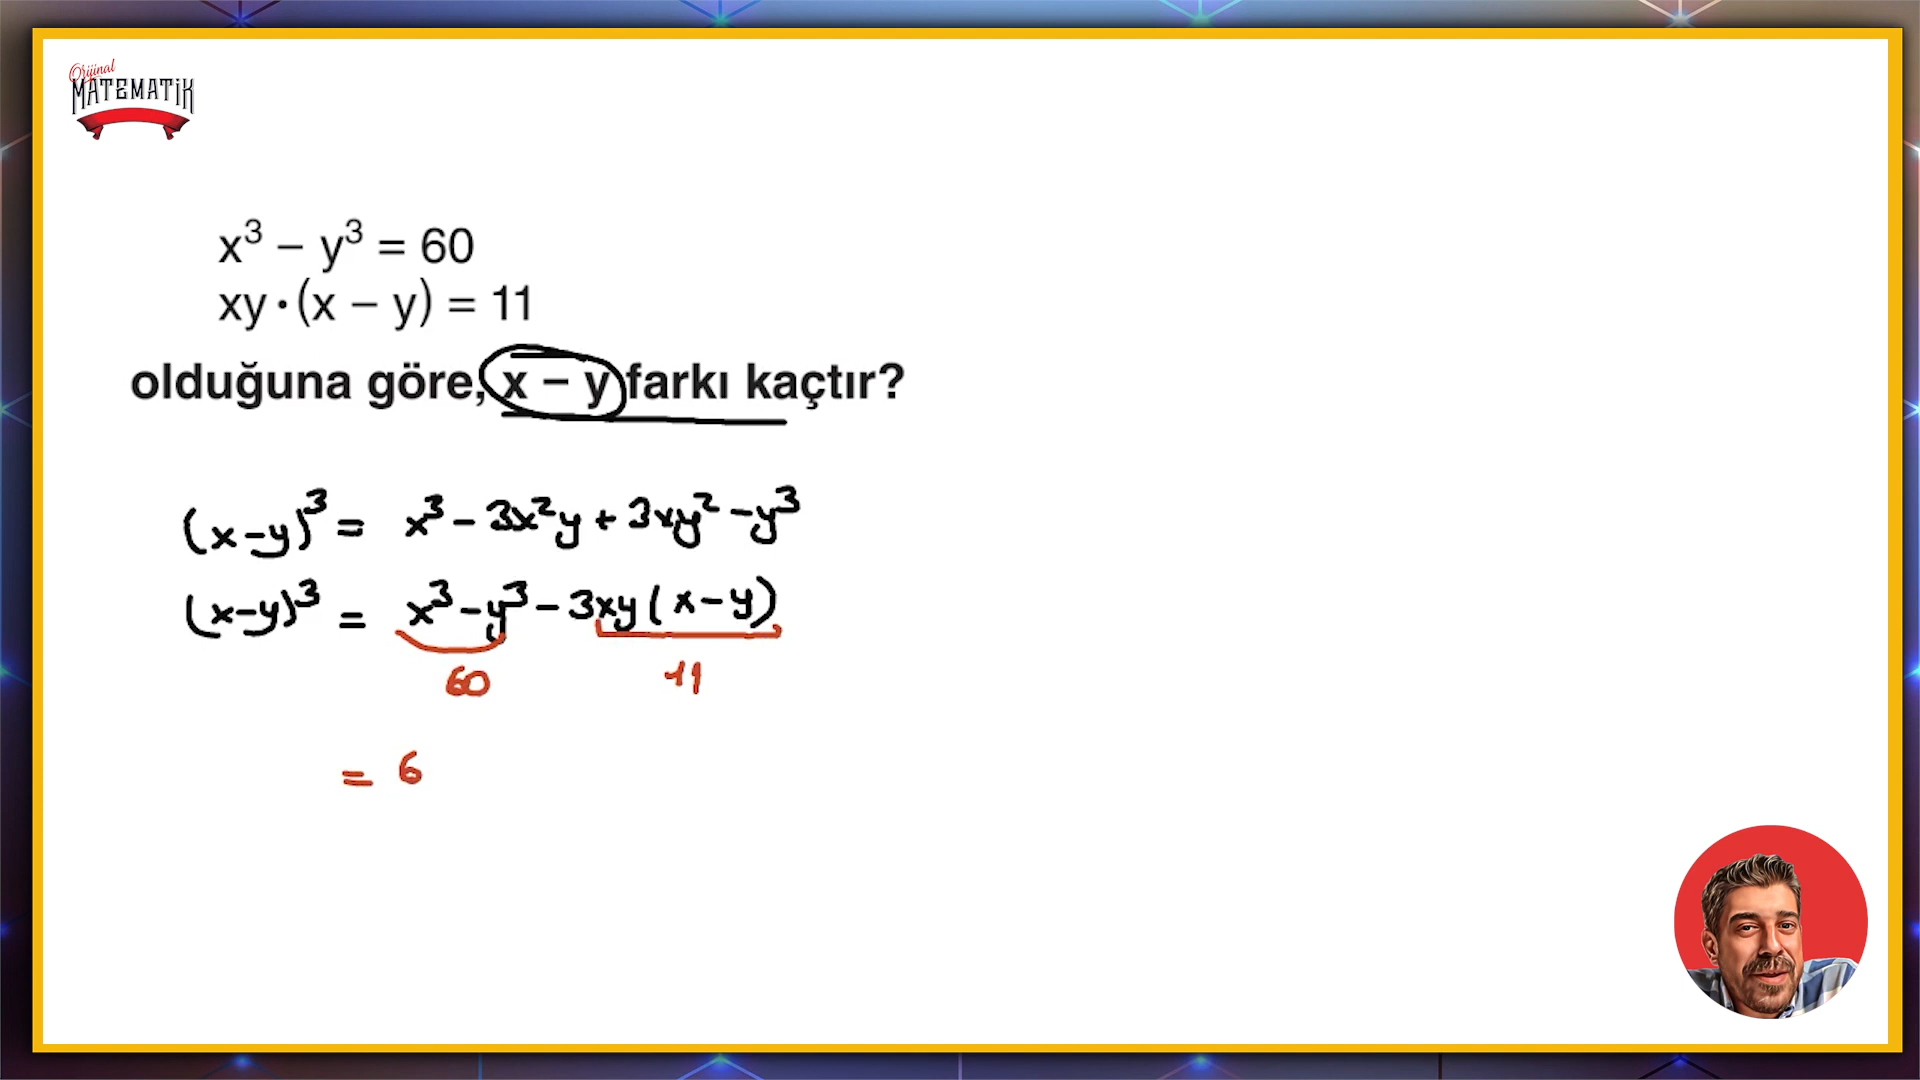 Orijinal
MATEMATİK
x³ – y³ = 60
xy·(x – y) = 11
olduğuna göre, x – y farkı kaçtır?
(x-y)³ = x³ - 3x²y + 3xy² - y³
(x-y)³ = x³ - y³ - 3xy(x-y)
60 11
= 6